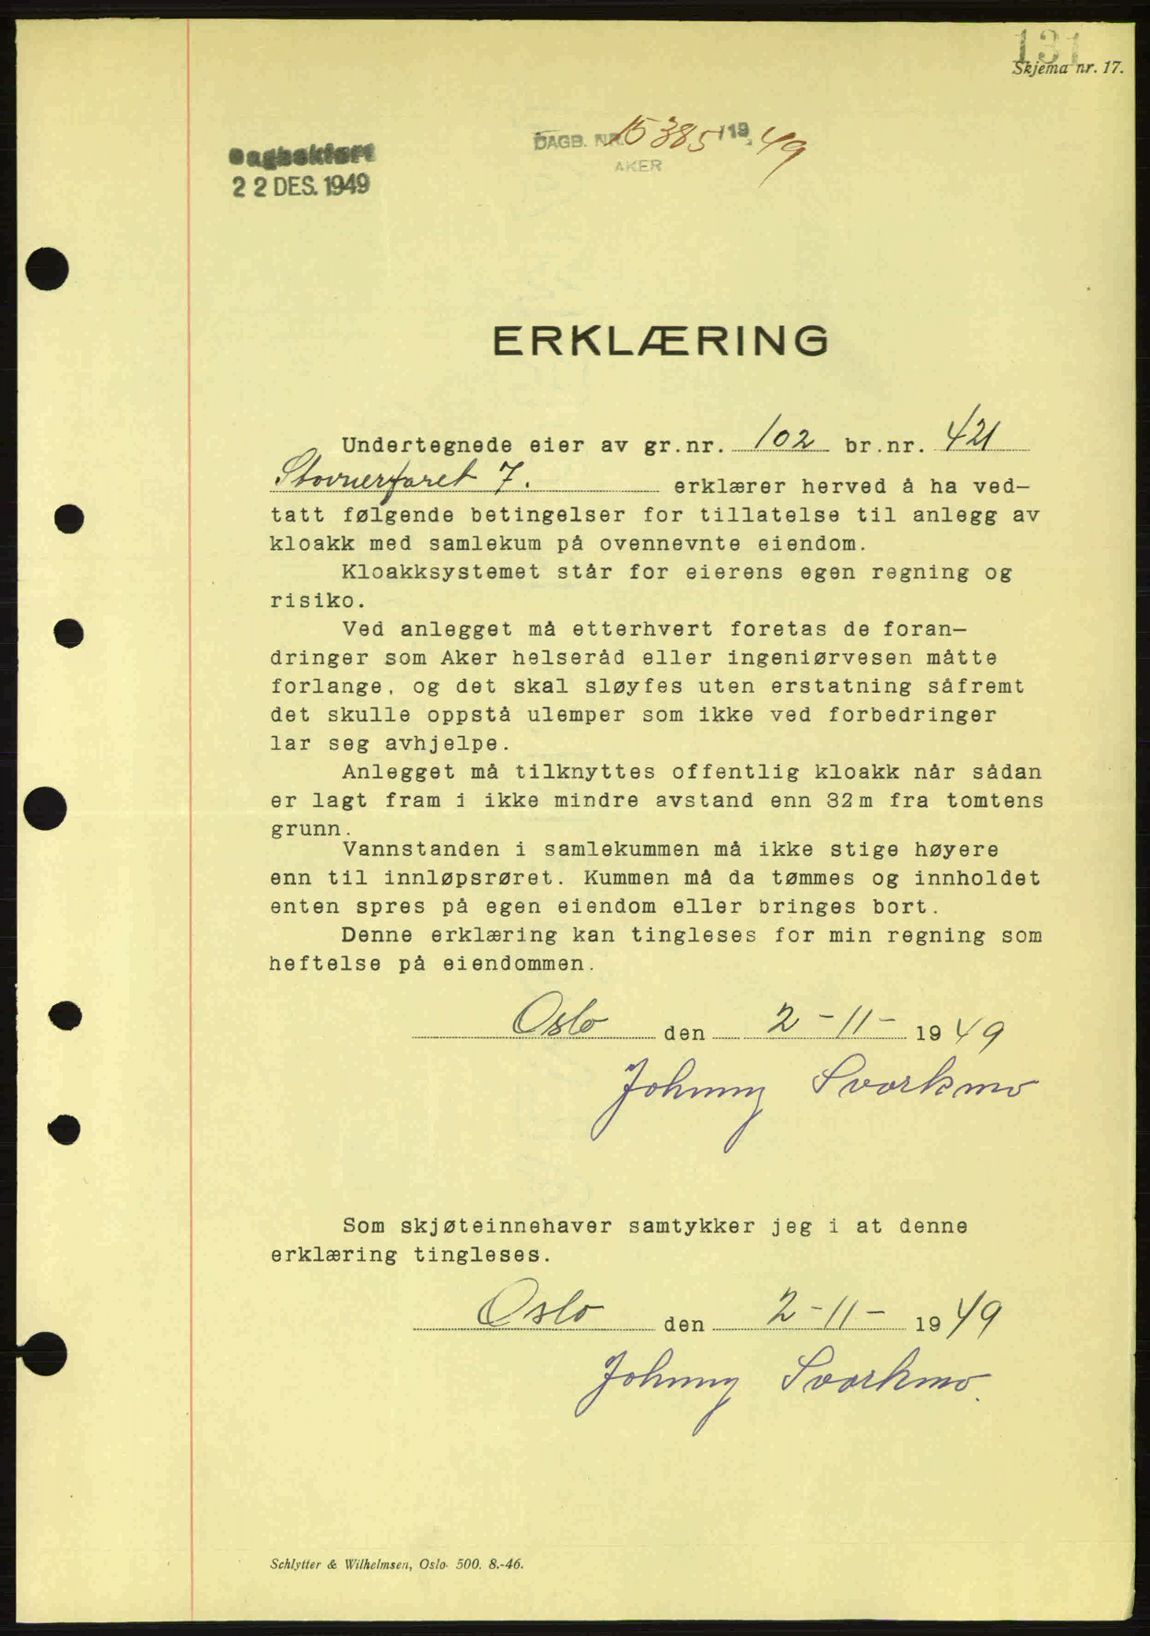 131
Skjema nr. 17.
DAGB. NR. 15385/19 49
AKER
Dagbokført
22 DES. 1949
ERKLÆRING
Undertegnede eier av gr.nr. 102 br.nr. 421
Stovnerfaret 7. erklærer herved å ha ved-
tatt følgende betingelser for tillatelse til anlegg av
kloakk med samlekum på ovennevnte eiendom.
Kloakksystemet står for eierens egen regning og
risiko.
Ved anlegget må etterhvert foretas de foran-
dringer som Aker helseråd eller ingeniørvesen måtte
forlange, og det skal sløyfes uten erstatning såfremt
det skulle oppstå ulemper som ikke ved forbedringer
lar seg avhjelpe.
Anlegget må tilknyttes offentlig kloakk når sådan
er lagt fram i ikke mindre avstand enn 32m fra tomtens
grunn.
Vannstanden i samlekummen må ikke stige høyere
enn til innløpsrøret. Kummen må da tømmes og innholdet
enten spres på egen eiendom eller bringes bort.
Denne erklæring kan tingleses for min regning som
heftelse på eiendommen.
Oslo den 2-11- 1949
Johnny Svorkmo
Som skjøteinnehaver samtykker jeg i at denne
erklæring tingleses.
Oslo den 2-11- 1949
Johnny Svorkmo.
Schlytter & Wilhelmsen, Oslo. 500. 8.-46.